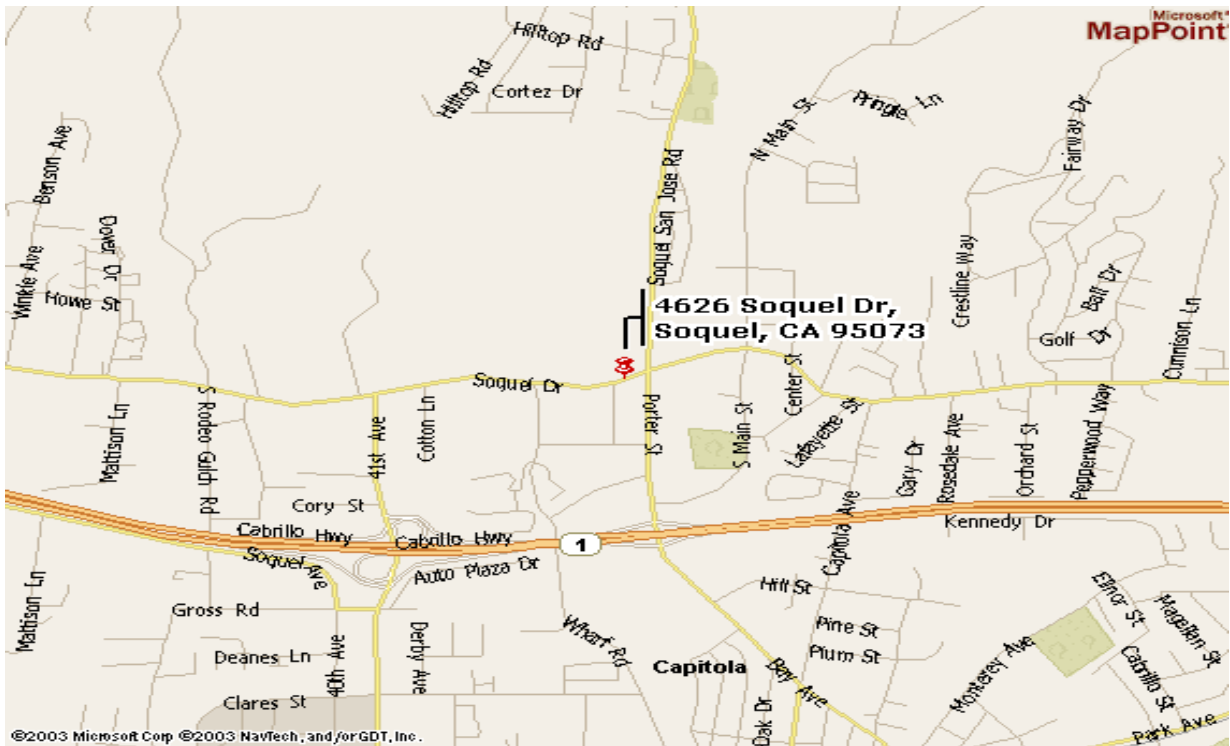 Microsoft®
MapPoint®
Hilltop Rd
Hilltop Rd
Cortez Dr
Pringle Ln
N Main St
Fairway Dr
Benson Ave
Dover Dr
Winkle Ave
Howe St
Soquel San Jose Rd
Crestline Way
Balf Dr
Golf Dr
Cunnison Ln
4626 Soquel Dr,
Soquel, CA 95073
Soquel Dr
Mattison Ln
S Rodeo Gulch Rd
41st Ave
Cotton Ln
Porter St
S Main St
Center St
Lafayette St
Gary Dr
Rosedale Ave
Orchard St
Pepperwood Way
Cory St
Cabrillo Hwy
Cabrillo Hwy
1
Kennedy Dr
Soquel Ave
Auto Plaza Dr
Capitola Ave
Mattison Ln
Gross Rd
Hill St
Elinor St
Magellan St
Deanes Ln
40th Ave
Derby Ave
Wharf Rd
Pine St
Plum St
Capitola
Bay Ave
Monterey Ave
Cabrillo St
Clares St
Oak Dr
Park Ave
©2003 Microsoft Corp ©2003 NavTech, and/or GDT, Inc.